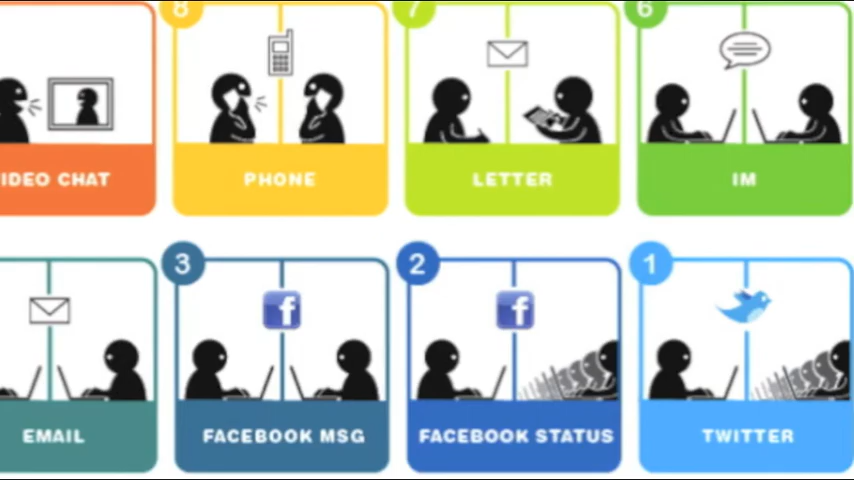 8
7
6
IDEO CHAT
PHONE
LETTER
IM
3
2
1
EMAIL
FACEBOOK MSG
FACEBOOK STATUS
TWITTER